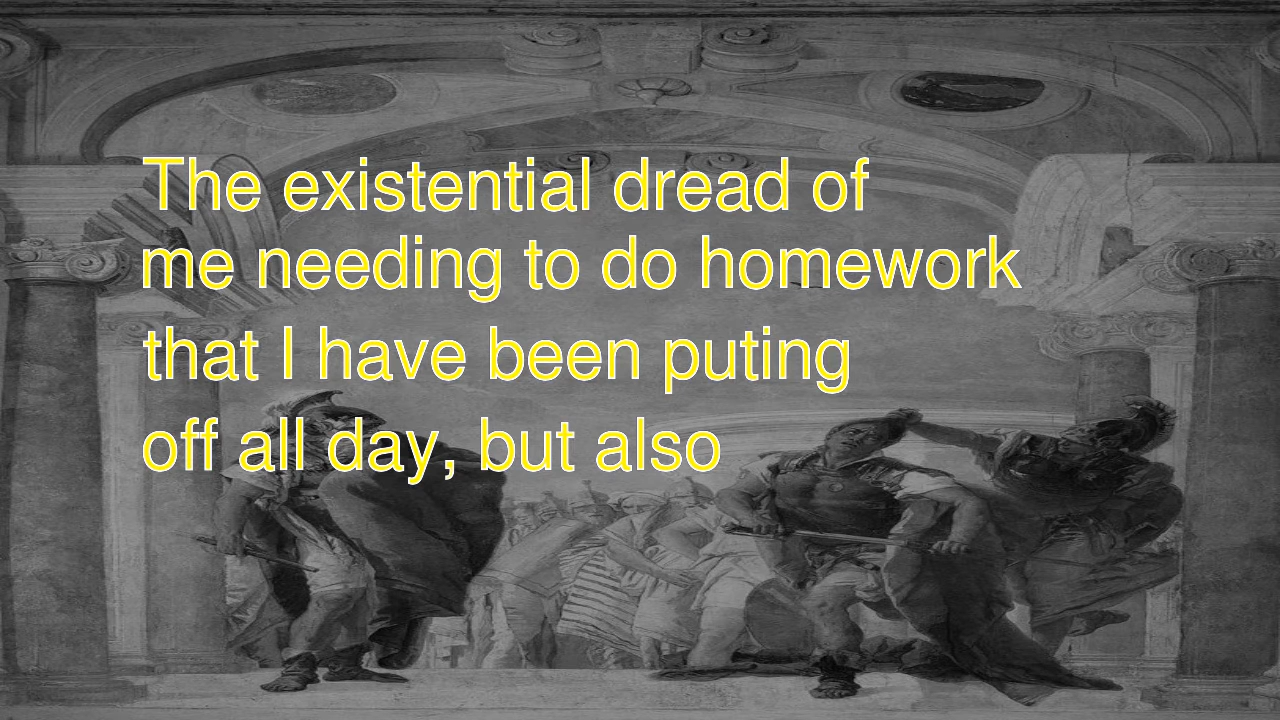 The existential dread of
me needing to do homework
that I have been puting
off all day, but also